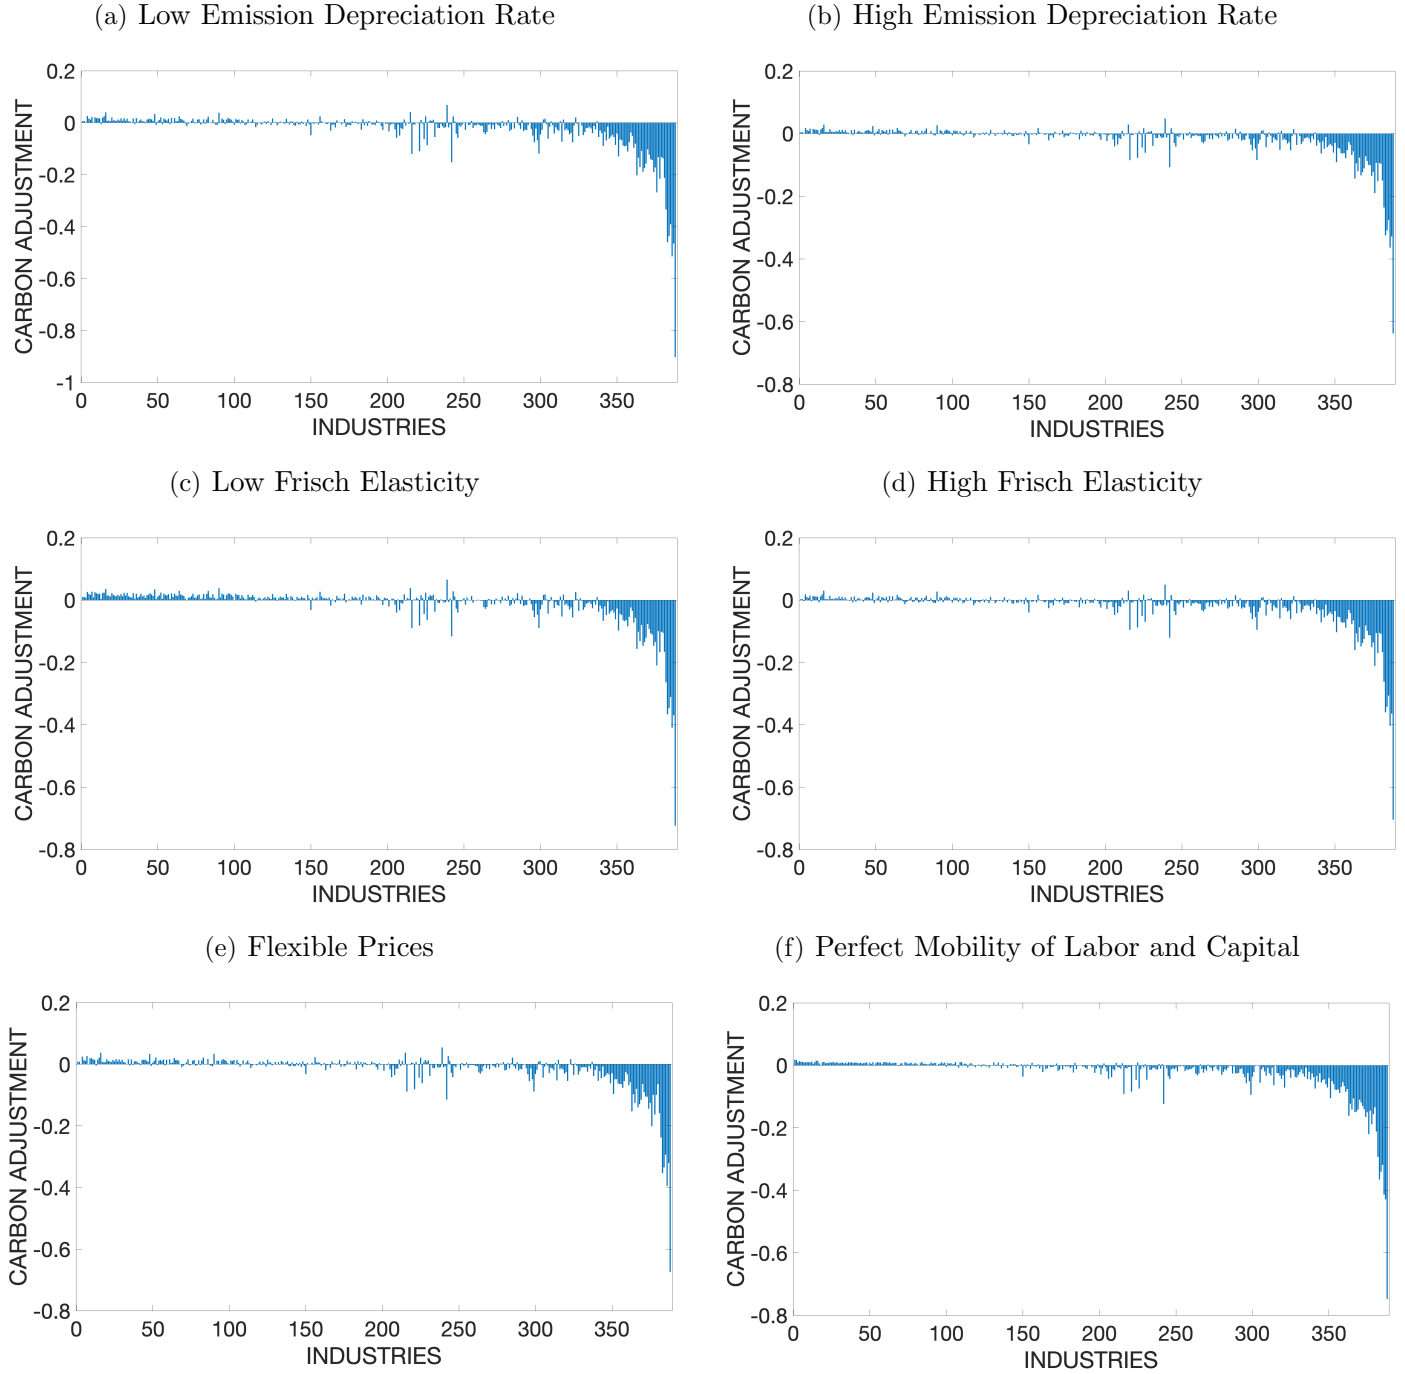 (a) Low Emission Depreciation Rate
0.2
0
-0.2
-0.4
-0.6
-0.8
-1
CARBON ADJUSTMENT
0 50 100 150 200 250 300 350
INDUSTRIES
(b) High Emission Depreciation Rate
0.2
0
-0.2
-0.4
-0.6
-0.8
CARBON ADJUSTMENT
0 50 100 150 200 250 300 350
INDUSTRIES
(c) Low Frisch Elasticity
0.2
0
-0.2
-0.4
-0.6
-0.8
CARBON ADJUSTMENT
0 50 100 150 200 250 300 350
INDUSTRIES
(d) High Frisch Elasticity
0.2
0
-0.2
-0.4
-0.6
-0.8
CARBON ADJUSTMENT
0 50 100 150 200 250 300 350
INDUSTRIES
(e) Flexible Prices
0.2
0
-0.2
-0.4
-0.6
-0.8
CARBON ADJUSTMENT
0 50 100 150 200 250 300 350
INDUSTRIES
(f) Perfect Mobility of Labor and Capital
0.2
0
-0.2
-0.4
-0.6
-0.8
CARBON ADJUSTMENT
0 50 100 150 200 250 300 350
INDUSTRIES